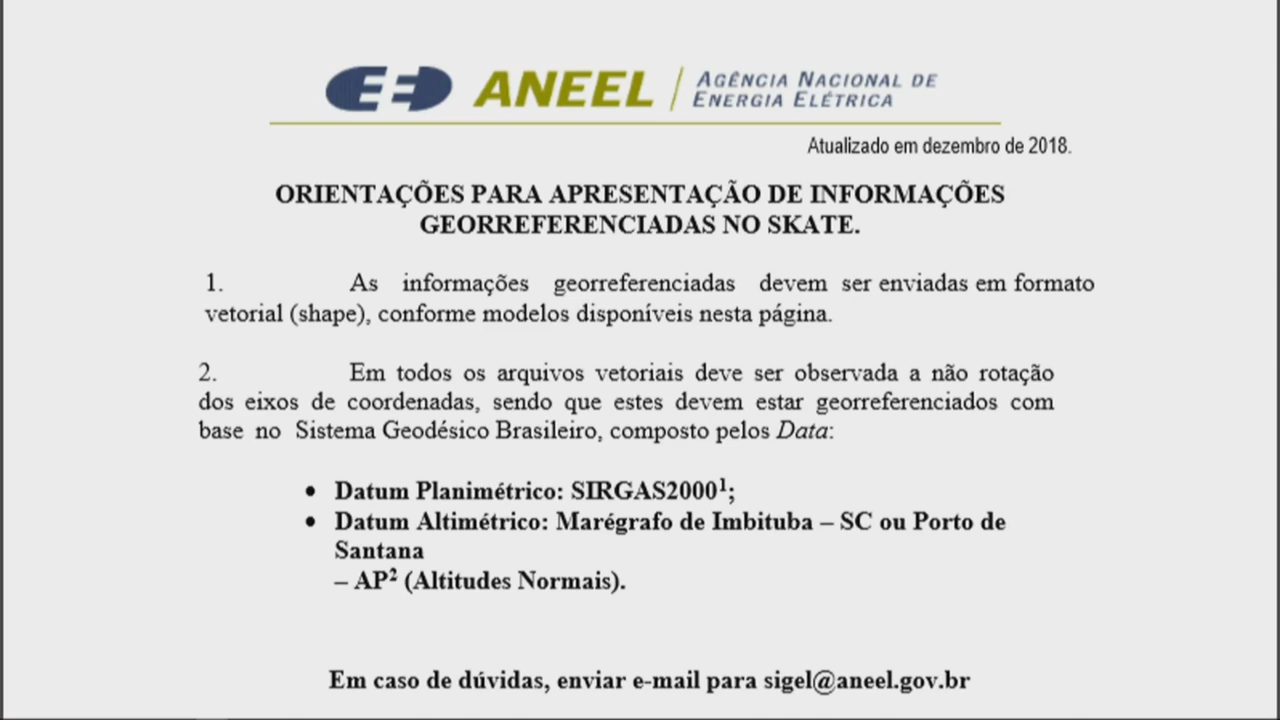 ANEEL
AGÊNCIA NACIONAL DE
ENERGIA ELÉTRICA
Atualizado em dezembro de 2018.
ORIENTAÇÕES PARA APRESENTAÇÃO DE INFORMAÇÕES
GEORREFERENCIADAS NO SKATE.
1. As informações georreferenciadas devem ser enviadas em formato
vetorial (shape), conforme modelos disponíveis nesta página.
2. Em todos os arquivos vetoriais deve ser observada a não rotação
dos eixos de coordenadas, sendo que estes devem estar georreferenciados com
base no Sistema Geodésico Brasileiro, composto pelos Data:
• Datum Planimétrico: SIRGAS2000¹;
• Datum Altimétrico: Marégrafo de Imbituba – SC ou Porto de
Santana
– AP² (Altitudes Normais).
Em caso de dúvidas, enviar e-mail para sigel@aneel.gov.br